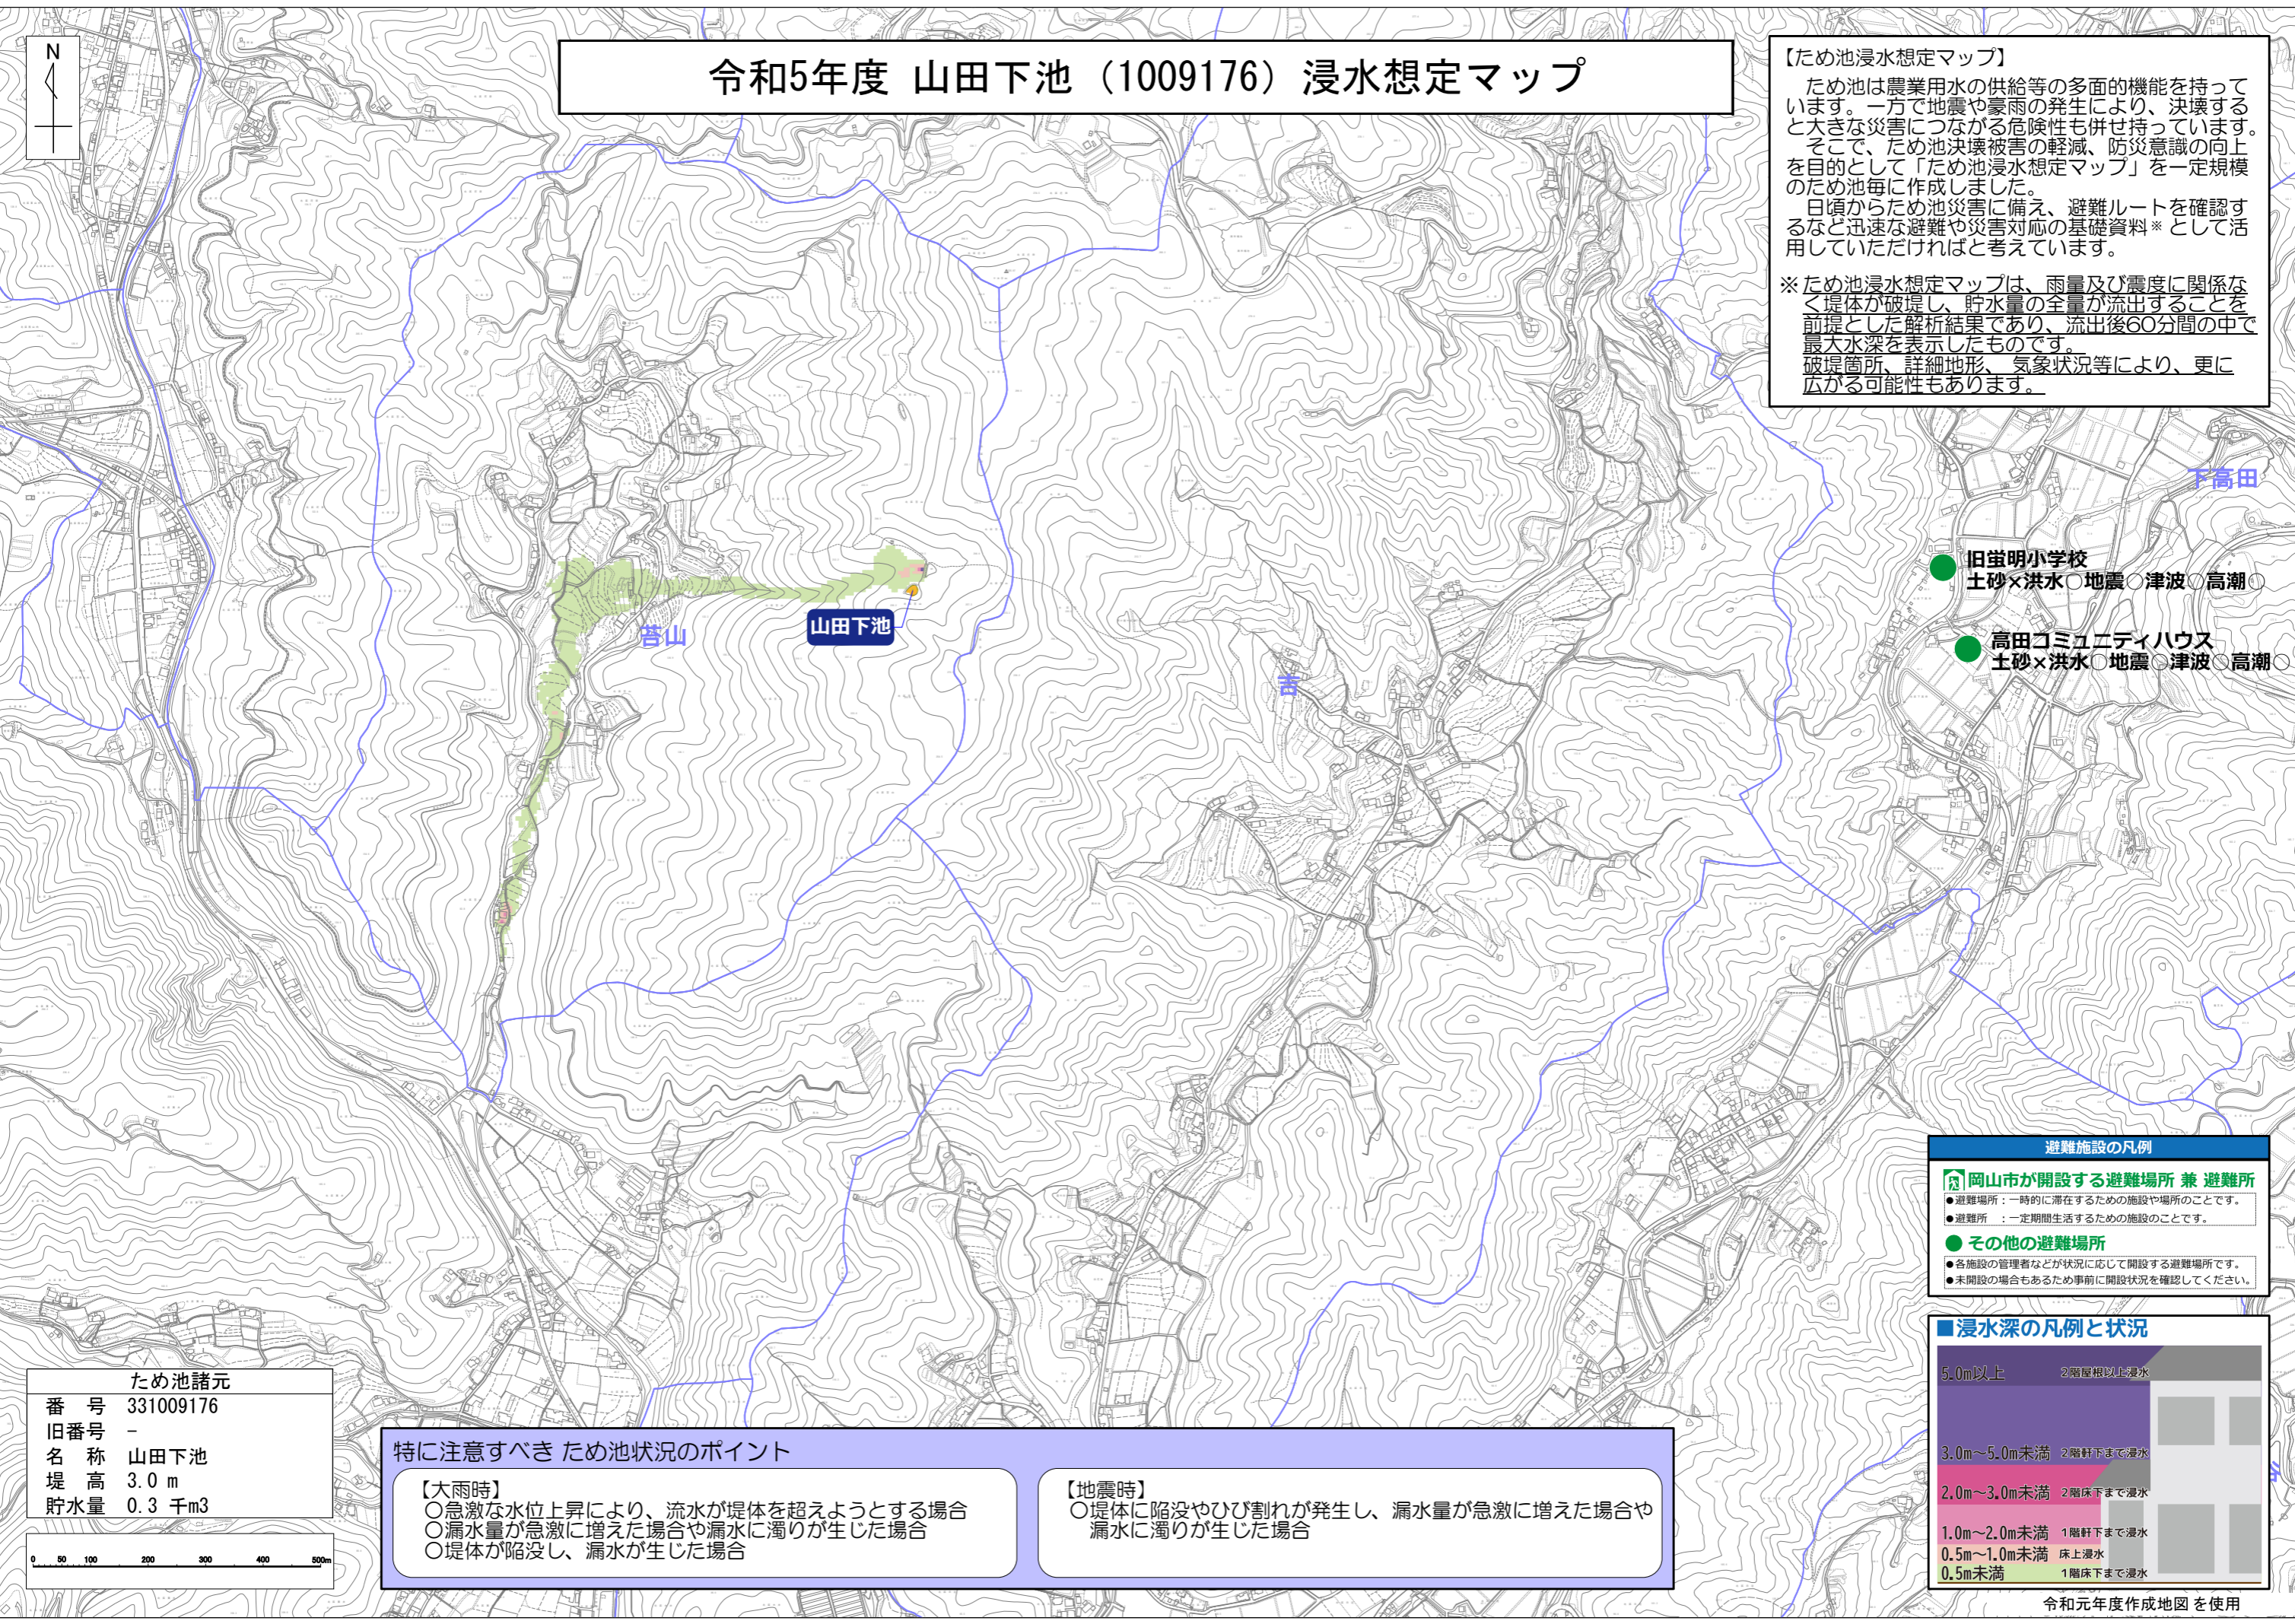 N
令和5年度 山田下池（1009176）浸水想定マップ
【ため池浸水想定マップ】
ため池は農業用水の供給等の多面的機能を持って
います。一方で地震や豪雨の発生により、決壊する
と大きな災害につながる危険性も併せ持っています。
そこで、ため池決壊被害の軽減、防災意識の向上
を目的として「ため池浸水想定マップ」を一定規模
のため池毎に作成しました。
日頃からため池災害に備え、避難ルートを確認す
るなど迅速な避難や災害対応の基礎資料※として活
用していただければと考えています。
※ため池浸水想定マップは、雨量及び震度に関係な
く堤体が破堤し、貯水量の全量が流出することを
前提とした解析結果であり、流出後60分間の中で
最大水深を表示したものです。
破堤箇所、詳細地形、 気象状況等により、更に
広がる可能性もあります。
下高田
旧蛍明小学校
土砂×洪水○地震○津波○高潮○
高田コミュニティハウス
土砂×洪水○地震○津波○高潮○
山田下池
苔山
吉
避難施設の凡例
岡山市が開設する避難場所 兼 避難所
●避難場所：一時的に滞在するための施設や場所のことです。
●避難所 ：一定期間生活するための施設のことです。
● その他の避難場所
●各施設の管理者などが状況に応じて開設する避難場所です。
●未開設の場合もあるため事前に開設状況を確認してください。
■浸水深の凡例と状況
5.0m以上 2階屋根以上浸水
3.0m～5.0m未満 2階軒下まで浸水
2.0m～3.0m未満 2階床下まで浸水
1.0m～2.0m未満 1階軒下まで浸水
0.5m～1.0m未満 床上浸水
0.5m未満 1階床下まで浸水
令和元年度作成地図 を使用
ため池諸元
番 号 331009176
旧番号 -
名 称 山田下池
堤 高 3.0 m
貯水量 0.3 千m3
0 50 100 200 300 400 500m
特に注意すべき ため池状況のポイント
【大雨時】
○急激な水位上昇により、流水が堤体を超えようとする場合
○漏水量が急激に増えた場合や漏水に濁りが生じた場合
○堤体が陥没し、漏水が生じた場合
【地震時】
○堤体に陥没やひび割れが発生し、漏水量が急激に増えた場合や
漏水に濁りが生じた場合